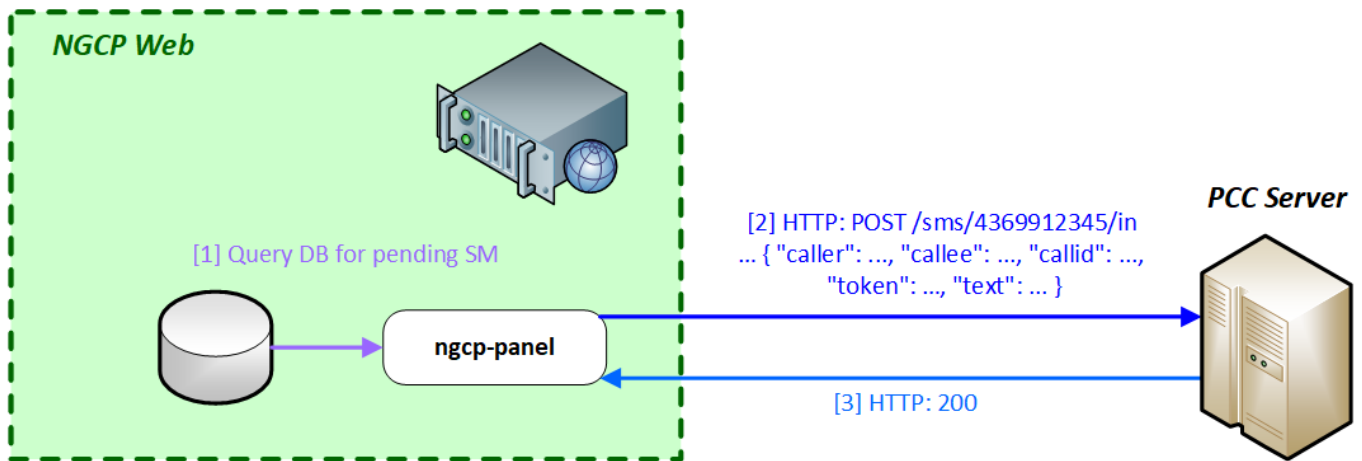 NGCP Web
PCC Server
[2] HTTP: POST /sms/4369912345/in
... { "caller": ..., "callee": ..., "callid": ...,
"token": ..., "text": ... }
[1] Query DB for pending SM
ngcp-panel
[3] HTTP: 200